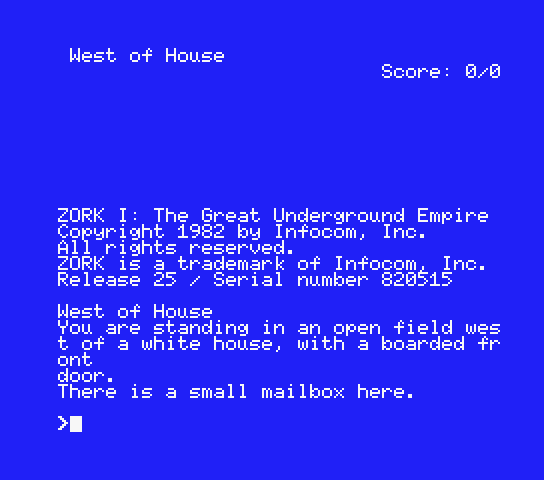 West of House
Score: 0/0
ZORK I: The Great Underground Empire
Copyright 1982 by Infocom, Inc.
All rights reserved.
ZORK is a trademark of Infocom, Inc.
Release 25 / Serial number 820515
West of House
You are standing in an open field wes
t of a white house, with a boarded fr
ont
door.
There is a small mailbox here.
>